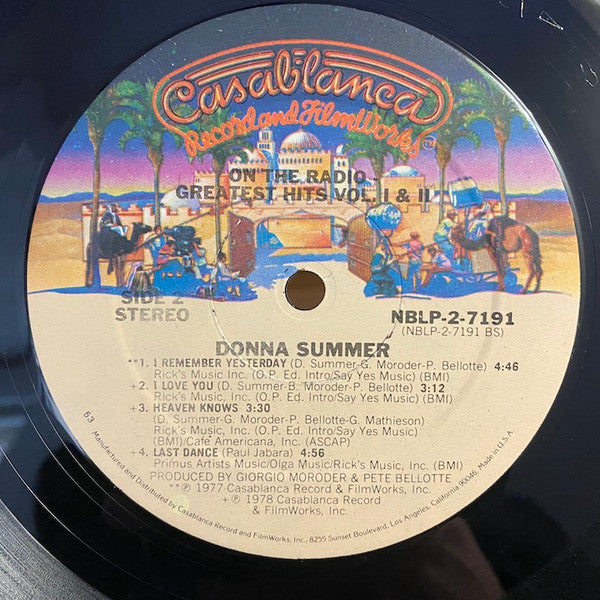 Casablanca
Record and FilmWorks
TM
ON THE RADIO -
GREATEST HITS VOL. I & II
SIDE 2
STEREO
NBLP-2-7191
(NBLP-2-7191 BS)
DONNA SUMMER
**1. I REMEMBER YESTERDAY (D. Summer-G. Moroder-P. Bellotte) 4:46
Rick's Music Inc. (O.P. Ed. Intro/Say Yes Music) (BMI)
+2. I LOVE YOU (D. Summer-B. Moroder-P. Bellotte) 3:12
Rick's Music, Inc. (O.P. Ed. Intro/Say Yes Music) (BMI)
+3. HEAVEN KNOWS 3:30
(D. Summer-G. Moroder-P. Bellotte-G. Mathieson)
Rick's Music, Inc. (O.P. Ed. Intro/Say Yes Music)
(BMI)/Cafe Americana, Inc. (ASCAP)
+4. LAST DANCE (Paul Jabara) 4:56
Primus Artists Music/Olga Music/Rick's Music, Inc. (BMI)
PRODUCED BY GIORGIO MORODER & PETE BELLOTTE
**℗ 1977 Casablanca Record & FilmWorks, Inc.
+℗ 1978 Casablanca Record
& FilmWorks, Inc.
63
Manufactured and Distributed by Casablanca Record and FilmWorks, Inc., 8255 Sunset Boulevard, Los Angeles, California 90046. Made in U.S.A.